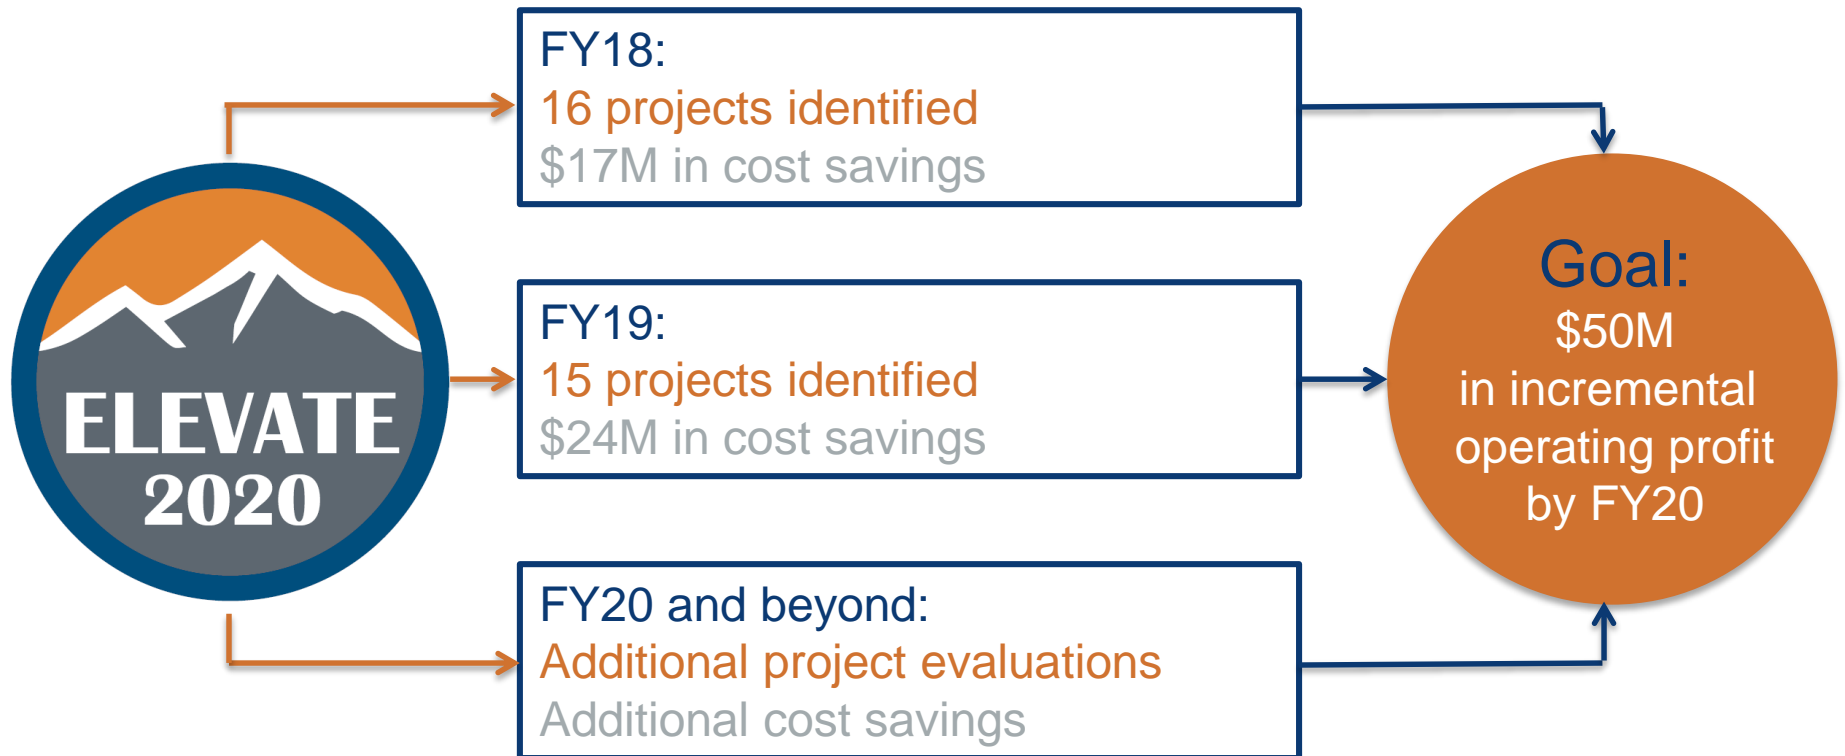 ELEVATE
2020
FY18:
16 projects identified
$17M in cost savings
FY19:
15 projects identified
$24M in cost savings
FY20 and beyond:
Additional project evaluations
Additional cost savings
Goal:
$50M
in incremental
operating profit
by FY20